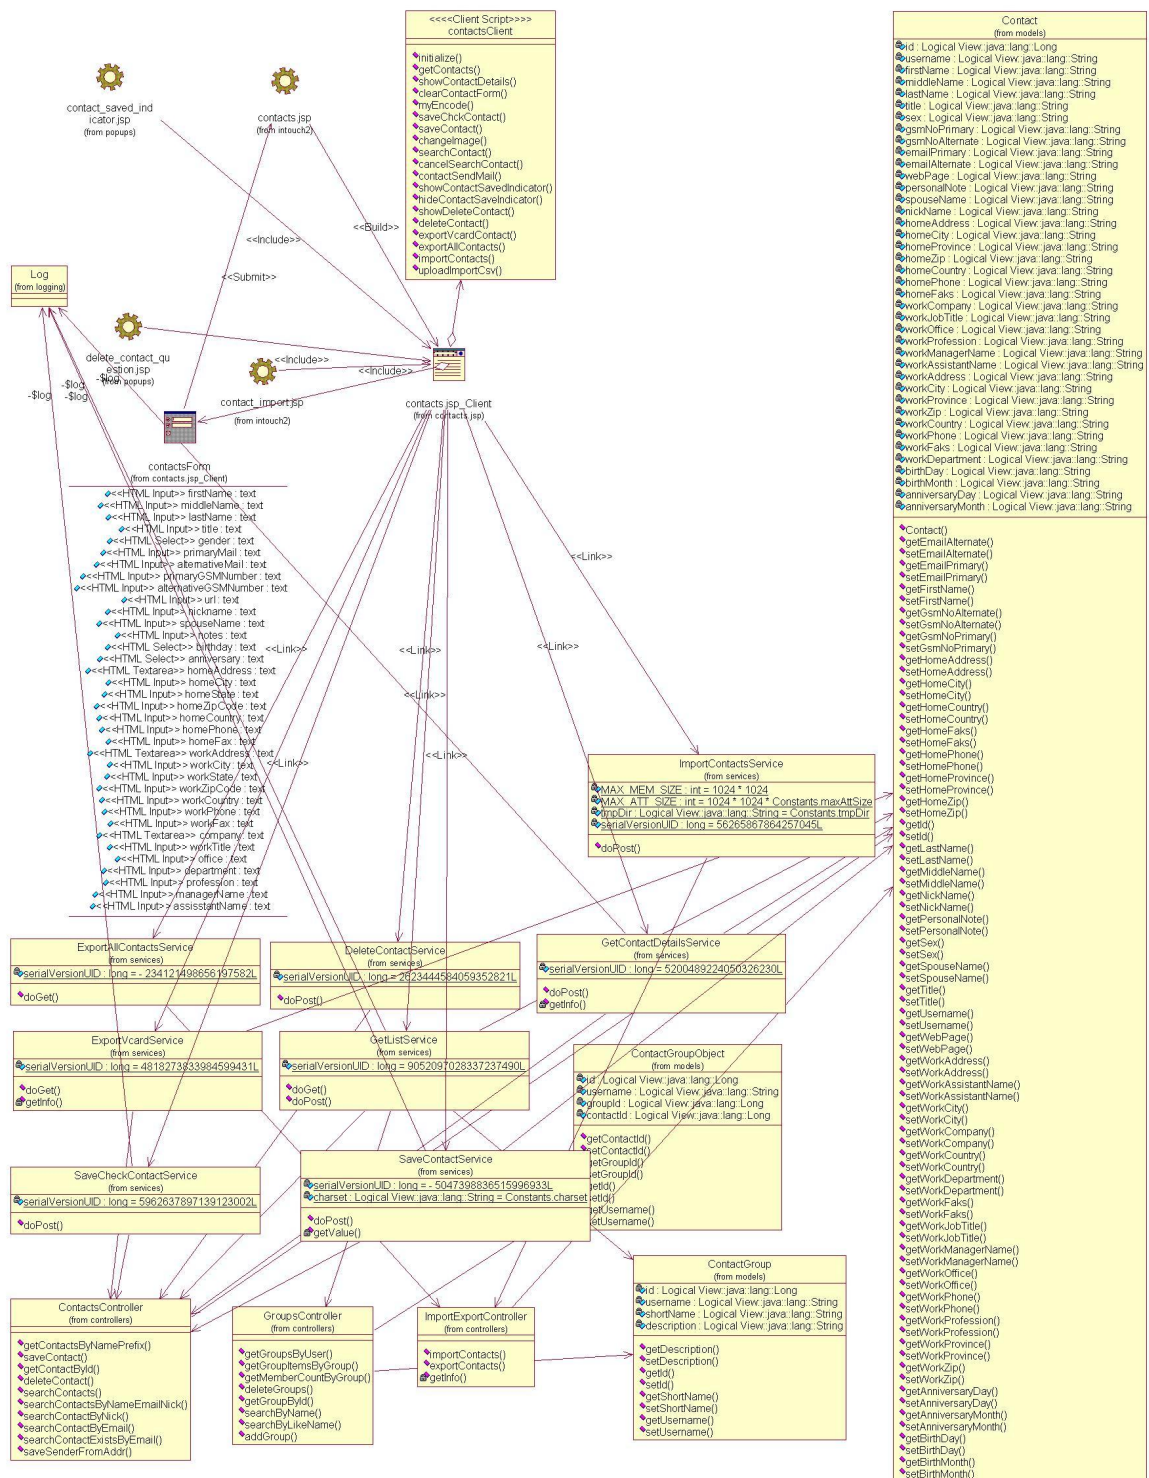 <<<<Client Script>>>>
contactsClient
initialize()
getContacts()
showContactDetails()
clearContactForm()
myEncode()
saveChckContact()
saveContact()
changeImage()
searchContact()
cancelSearchContact()
contactSendMail()
showContactSavedIndicator()
hideContactSaveIndicator()
showDeleteContact()
deleteContact()
exportVcardContact()
exportAllContacts()
importContacts()
uploadImportCsv()
contact_saved_ind
icator.jsp
(from popups)
contacts.jsp
(from intouch2)
<<Include>>
<<Build>>
<<Submit>>
Log
(from logging)
delete_contact_qu
estion.jsp
(from popups)
-$log
-$log
-$log
-$log
<<Include>>
<<Include>>
contact_import.jsp
(from intouch2)
contacts.jsp_Client
(from contacts.jsp)
contactsForm
(from contacts.jsp_Client)
<<HTML Input>> firstName : text
<<HTML Input>> middleName : text
<<HTML Input>> lastName : text
<<HTML Input>> title : text
<<HTML Select>> gender : text
<<HTML Input>> primaryMail : text
<<HTML Input>> alternativeMail : text
<<HTML Input>> primaryGSMNumber : text
<<HTML Input>> alternativeGSMNumber : text
<<HTML Input>> url : text
<<HTML Input>> nickname : text
<<HTML Input>> spouseName : text
<<HTML Input>> notes : text
<<HTML Select>> birthday : text
<<HTML Select>> anniversary : text
<<HTML Textarea>> homeAddress : text
<<HTML Input>> homeCity : text
<<HTML Input>> homeState : text
<<HTML Input>> homeZipCode : text
<<HTML Input>> homeCountry : text
<<HTML Input>> homePhone : text
<<HTML Input>> homeFax : text
<<HTML Textarea>> workAddress : text
<<HTML Input>> workCity : text
<<HTML Input>> workState : text
<<HTML Input>> workZipCode : text
<<HTML Input>> workCountry : text
<<HTML Input>> workPhone : text
<<HTML Input>> workFax : text
<<HTML Textarea>> company : text
<<HTML Input>> workTitle : text
<<HTML Input>> office : text
<<HTML Input>> department : text
<<HTML Input>> profession : text
<<HTML Input>> managerName : text
<<HTML Input>> assisstantName : text
<<Link>>
<<Link>>
<<Link>>
<<Link>>
<<Link>>
<<Link>>
<<Link>>
ImportContactsService
(from services)
MAX_MEM_SIZE : int = 1024 * 1024
MAX_ATT_SIZE : int = 1024 * 1024 * Constants.maxAttSize
tmpDir : Logical View::java::lang::String = Constants.tmpDir
serialVersionUID : long = 56265867864257045L
doPost()
ExportAllContactsService
(from services)
serialVersionUID : long = - 234121498656197582L
doGet()
DeleteContactService
(from services)
serialVersionUID : long = 2623444584059352821L
doPost()
GetContactDetailsService
(from services)
serialVersionUID : long = 5200489224050326230L
doPost()
getInfo()
ExportVcardService
(from services)
serialVersionUID : long = 4818273833984599431L
doGet()
getInfo()
GetListService
(from services)
serialVersionUID : long = 9052097028337237490L
doGet()
doPost()
ContactGroupObject
(from models)
id : Logical View::java::lang::Long
username : Logical View::java::lang::String
groupId : Logical View::java::lang::Long
contactId : Logical View::java::lang::Long
getContactId()
setContactId()
getGroupId()
setGroupId()
getId()
setId()
getUsername()
setUsername()
SaveCheckContactService
(from services)
serialVersionUID : long = 5962637897139123002L
doPost()
SaveContactService
(from services)
serialVersionUID : long = - 5047398836515996933L
charset : Logical View::java::lang::String = Constants.charset
doPost()
getValue()
ContactsController
(from controllers)
getContactsByNamePrefix()
saveContact()
getContactById()
deleteContact()
searchContacts()
searchContactsByNameEmailNick()
searchContactByNick()
searchContactByEmail()
searchContactExistsByEmail()
saveSenderFromAddr()
GroupsController
(from controllers)
getGroupsByUser()
getGroupItemsByGroup()
getMemberCountByGroup()
deleteGroups()
getGroupById()
searchByName()
searchByLikeName()
addGroup()
ImportExportController
(from controllers)
importContacts()
exportContacts()
getInfo()
ContactGroup
(from models)
id : Logical View::java::lang::Long
username : Logical View::java::lang::String
shortName : Logical View::java::lang::String
description : Logical View::java::lang::String
getDescription()
setDescription()
getId()
setId()
getShortName()
setShortName()
getUsername()
setUsername()
Contact
(from models)
id : Logical View::java::lang::Long
username : Logical View::java::lang::String
firstName : Logical View::java::lang::String
middleName : Logical View::java::lang::String
lastName : Logical View::java::lang::String
title : Logical View::java::lang::String
sex : Logical View::java::lang::String
gsmNoPrimary : Logical View::java::lang::String
gsmNoAlternate : Logical View::java::lang::String
emailPrimary : Logical View::java::lang::String
emailAlternate : Logical View::java::lang::String
webPage : Logical View::java::lang::String
personalNote : Logical View::java::lang::String
spouseName : Logical View::java::lang::String
nickName : Logical View::java::lang::String
homeAddress : Logical View::java::lang::String
homeCity : Logical View::java::lang::String
homeProvince : Logical View::java::lang::String
homeZip : Logical View::java::lang::String
homeCountry : Logical View::java::lang::String
homePhone : Logical View::java::lang::String
homeFaks : Logical View::java::lang::String
workCompany : Logical View::java::lang::String
workJobTitle : Logical View::java::lang::String
workOffice : Logical View::java::lang::String
workProfession : Logical View::java::lang::String
workManagerName : Logical View::java::lang::String
workAssistantName : Logical View::java::lang::String
workAddress : Logical View::java::lang::String
workCity : Logical View::java::lang::String
workProvince : Logical View::java::lang::String
workZip : Logical View::java::lang::String
workCountry : Logical View::java::lang::String
workPhone : Logical View::java::lang::String
workFaks : Logical View::java::lang::String
workDepartment : Logical View::java::lang::String
birthDay : Logical View::java::lang::String
birthMonth : Logical View::java::lang::String
anniversaryDay : Logical View::java::lang::String
anniversaryMonth : Logical View::java::lang::String
Contact()
getEmailAlternate()
setEmailAlternate()
getEmailPrimary()
setEmailPrimary()
getFirstName()
setFirstName()
getGsmNoAlternate()
setGsmNoAlternate()
getGsmNoPrimary()
setGsmNoPrimary()
getHomeAddress()
setHomeAddress()
getHomeCity()
setHomeCity()
getHomeCountry()
setHomeCountry()
getHomeFaks()
setHomeFaks()
getHomePhone()
setHomePhone()
getHomeProvince()
setHomeProvince()
getHomeZip()
setHomeZip()
getId()
setId()
getLastName()
setLastName()
getMiddleName()
setMiddleName()
getNickName()
setNickName()
getPersonalNote()
setPersonalNote()
getSex()
setSex()
getSpouseName()
setSpouseName()
getTitle()
setTitle()
getUsername()
setUsername()
getWebPage()
setWebPage()
getWorkAddress()
setWorkAddress()
getWorkAssistantName()
setWorkAssistantName()
getWorkCity()
setWorkCity()
getWorkCompany()
setWorkCompany()
getWorkCountry()
setWorkCountry()
getWorkDepartment()
setWorkDepartment()
getWorkFaks()
setWorkFaks()
getWorkJobTitle()
setWorkJobTitle()
getWorkManagerName()
setWorkManagerName()
getWorkOffice()
setWorkOffice()
getWorkPhone()
setWorkPhone()
getWorkProfession()
setWorkProfession()
getWorkProvince()
setWorkProvince()
getWorkZip()
setWorkZip()
getAnniversaryDay()
setAnniversaryDay()
getAnniversaryMonth()
setAnniversaryMonth()
getBirthDay()
setBirthDay()
getBirthMonth()
setBirthMonth()